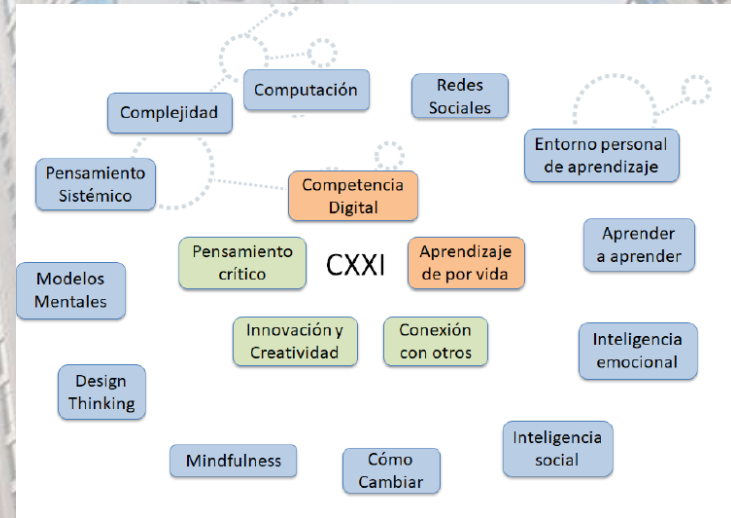 Computación
Redes
Sociales
Complejidad
Entorno personal
de aprendizaje
Pensamiento
Sistémico
Competencia
Digital
Aprender
a aprender
Pensamiento
crítico
CXXI
Aprendizaje
de por vida
Modelos
Mentales
Innovación y
Creatividad
Conexión
con otros
Inteligencia
emocional
Design
Thinking
Inteligencia
social
Mindfulness
Cómo
Cambiar